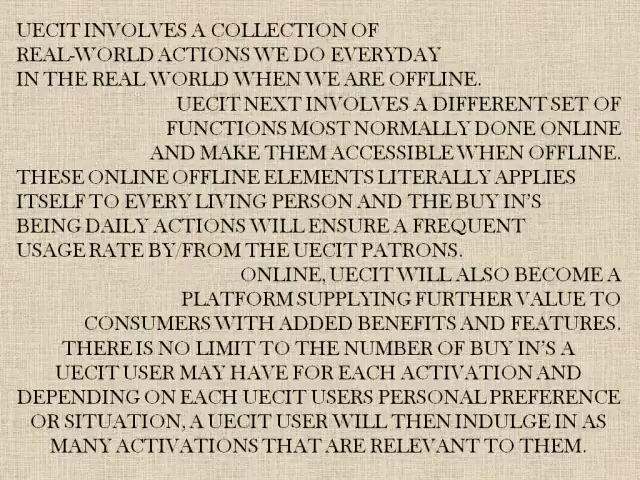 UECIT INVOLVES A COLLECTION OF
REAL-WORLD ACTIONS WE DO EVERYDAY
IN THE REAL WORLD WHEN WE ARE OFFLINE.
UECIT NEXT INVOLVES A DIFFERENT SET OF
FUNCTIONS MOST NORMALLY DONE ONLINE
AND MAKE THEM ACCESSIBLE WHEN OFFLINE.
THESE ONLINE OFFLINE ELEMENTS LITERALLY APPLIES
ITSELF TO EVERY LIVING PERSON AND THE BUY IN'S
BEING DAILY ACTIONS WILL ENSURE A FREQUENT
USAGE RATE BY/FROM THE UECIT PATRONS.
ONLINE, UECIT WILL ALSO BECOME A
PLATFORM SUPPLYING FURTHER VALUE TO
CONSUMERS WITH ADDED BENEFITS AND FEATURES.
THERE IS NO LIMIT TO THE NUMBER OF BUY IN'S A
UECIT USER MAY HAVE FOR EACH ACTIVATION AND
DEPENDING ON EACH UECIT USERS PERSONAL PREFERENCE
OR SITUATION, A UECIT USER WILL THEN INDULGE IN AS
MANY ACTIVATIONS THAT ARE RELEVANT TO THEM.